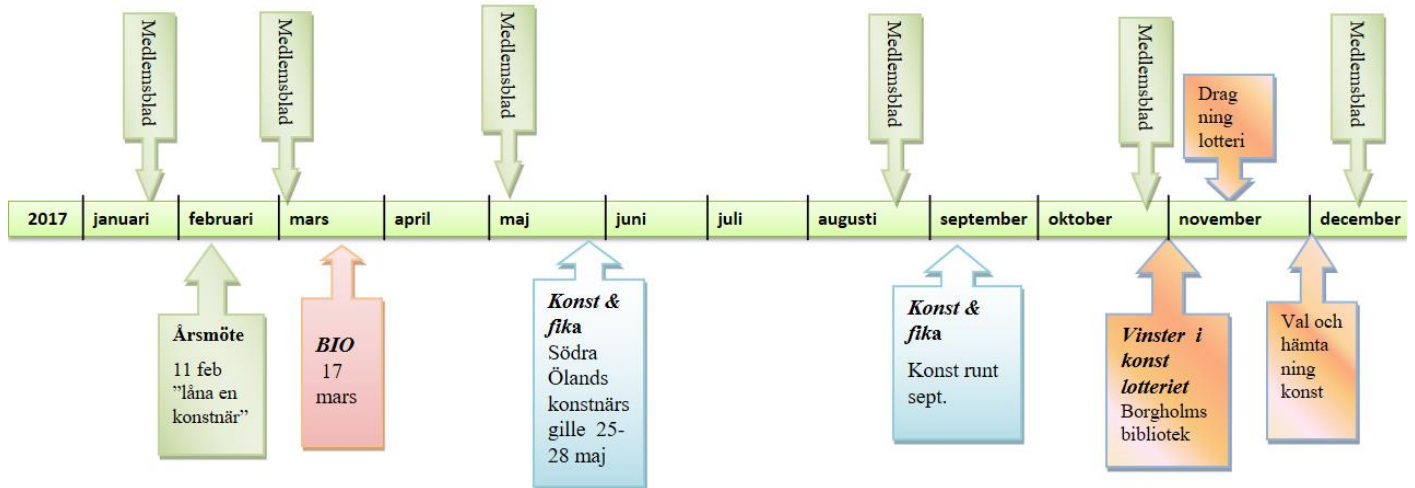 Medlemsblad
Medlemsblad
Medlemsblad
Medlemsblad
Medlemsblad
Drag
ning
lotteri
Medlemsblad
2017 januari februari mars april maj juni juli augusti september oktober november december
Årsmöte
11 feb
”låna en
konstnär”
BIO
17
mars
Konst &
fika
Södra
Ölands
konstnärs
gille 25-
28 maj
Konst &
fika
Konst runt
sept.
Vinster i
konst
lotteriet
Borgholms
bibliotek
Val och
hämta
ning
konst